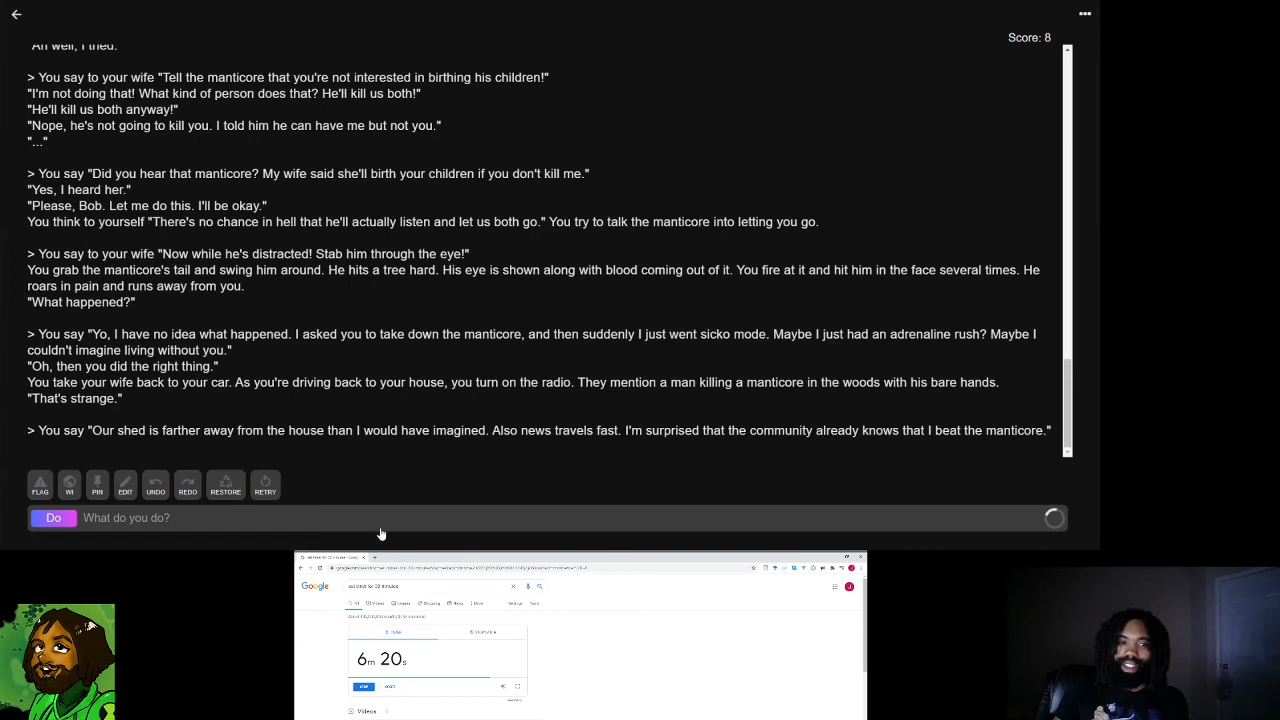 Score: 8
Ah well, I tried.
> You say to your wife "Tell the manticore that you're not interested in birthing his children!"
"I'm not doing that! What kind of person does that? He'll kill us both!"
"He'll kill us both anyway!"
"Nope, he's not going to kill you. I told him he can have me but not you."
"..."
> You say "Did you hear that manticore? My wife said she'll birth your children if you don't kill me."
"Yes, I heard her."
"Please, Bob. Let me do this. I'll be okay."
You think to yourself "There's no chance in hell that he'll actually listen and let us both go." You try to talk the manticore into letting you go.
> You say to your wife "Now while he's distracted! Stab him through the eye!"
You grab the manticore's tail and swing him around. He hits a tree hard. His eye is shown along with blood coming out of it. You fire at it and hit him in the face several times. He
roars in pain and runs away from you.
"What happened?"
> You say "Yo, I have no idea what happened. I asked you to take down the manticore, and then suddenly I just went sicko mode. Maybe I just had an adrenaline rush? Maybe I
couldn't imagine living without you."
"Oh, then you did the right thing."
You take your wife back to your car. As you're driving back to your house, you turn on the radio. They mention a man killing a manticore in the woods with his bare hands.
"That's strange."
> You say "Our shed is farther away from the house than I would have imagined. Also news travels fast. I'm surprised that the community already knows that I beat the manticore."
FLAG WI PIN EDIT UNDO REDO RESTORE RETRY
Do What do you do?
Google
All Videos Images Shopping News More Settings Tools
TIMER STOPWATCH
6m 20s
STOP RESET
Videos